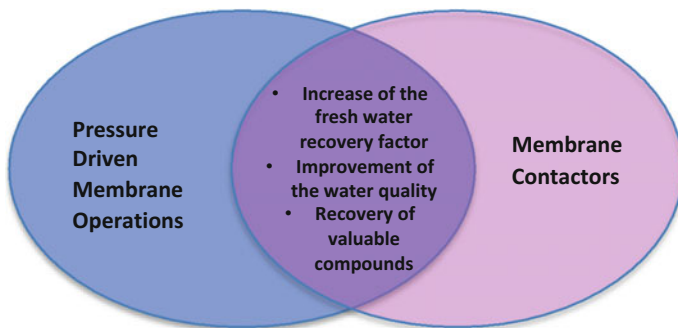 Pressure
Driven
Membrane
Operations
• Increase of the
fresh water
recovery factor
• Improvement of
the water quality
• Recovery of
valuable
compounds
Membrane
Contactors